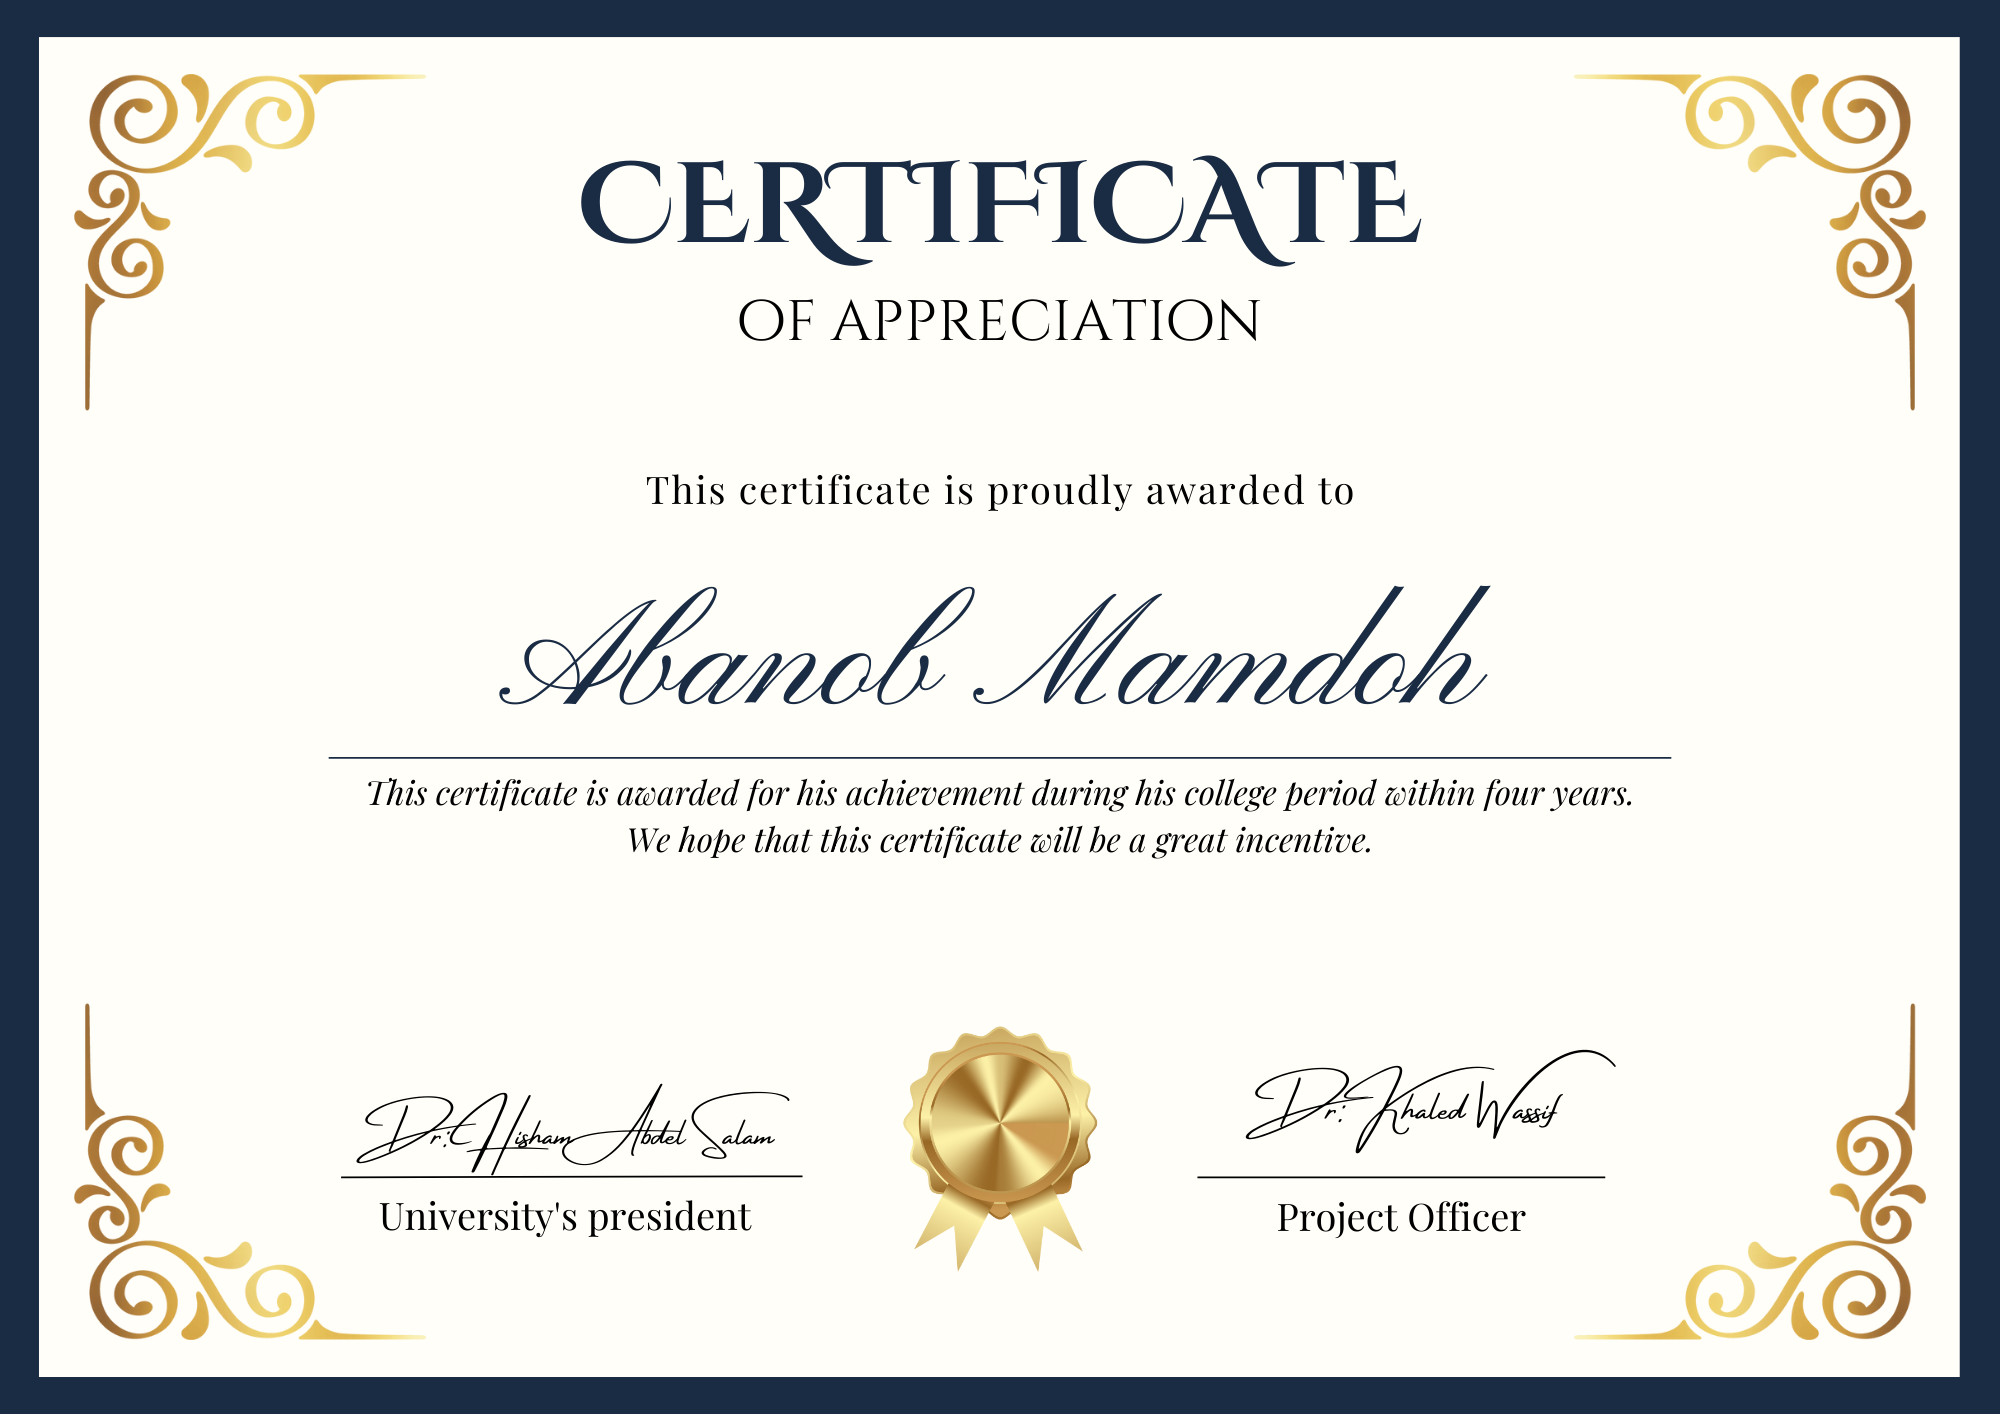 CERTIFICATE
OF APPRECIATION
This certificate is proudly awarded to
Abanob Mamdoh
This certificate is awarded for his achievement during his college period within four years.
We hope that this certificate will be a great incentive.
Dr: Hisham Abdel Salam
University's president
Dr: Khaled Wassif
Project Officer